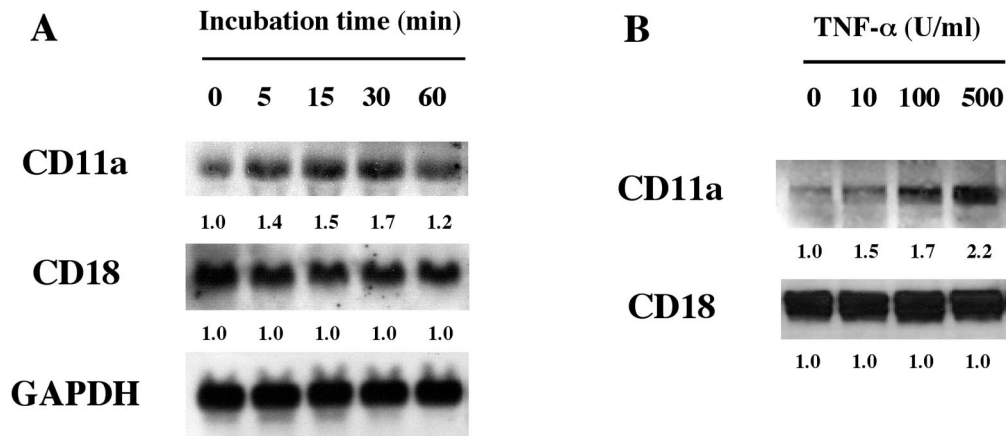 A
Incubation time (min)
0 5 15 30 60
CD11a
1.0 1.4 1.5 1.7 1.2
CD18
1.0 1.0 1.0 1.0 1.0
GAPDH
B
TNF-α (U/ml)
0 10 100 500
CD11a
1.0 1.5 1.7 2.2
CD18
1.0 1.0 1.0 1.0